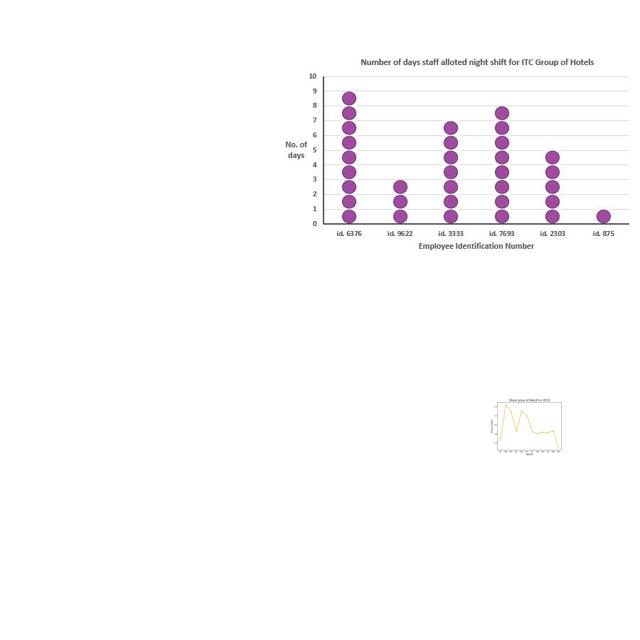 Number of days staff alloted night shift for ITC Group of Hotels
10
9
8
7
6
5
4
3
2
1
0
No. of
days
id. 6376 id. 9622 id. 3333 id. 7693 id. 2303 id. 875
Employee Identification Number
Month